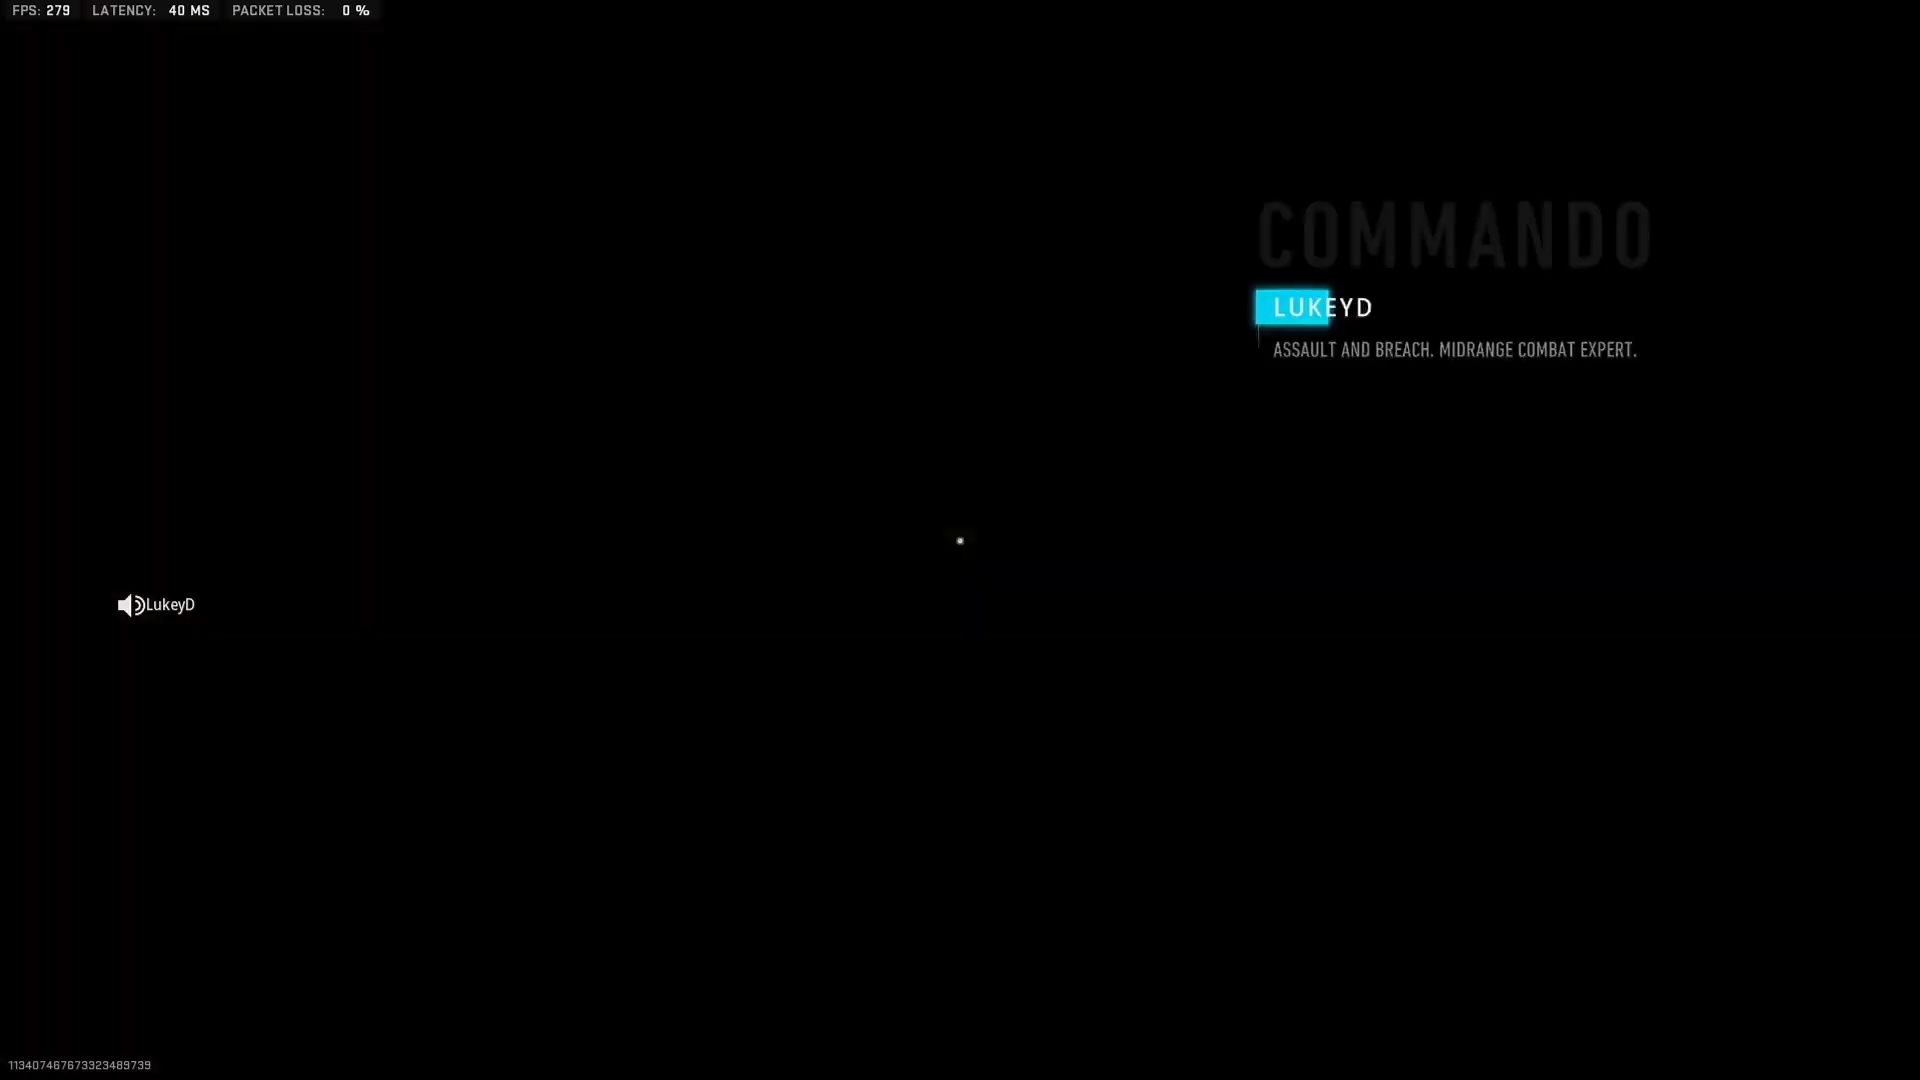 FPS: 279 LATENCY: 40 MS PACKET LOSS: 0 %
COMMANDO
LUKEYD
ASSAULT AND BREACH. MIDRANGE COMBAT EXPERT.
LukeyD
113407467673323489739